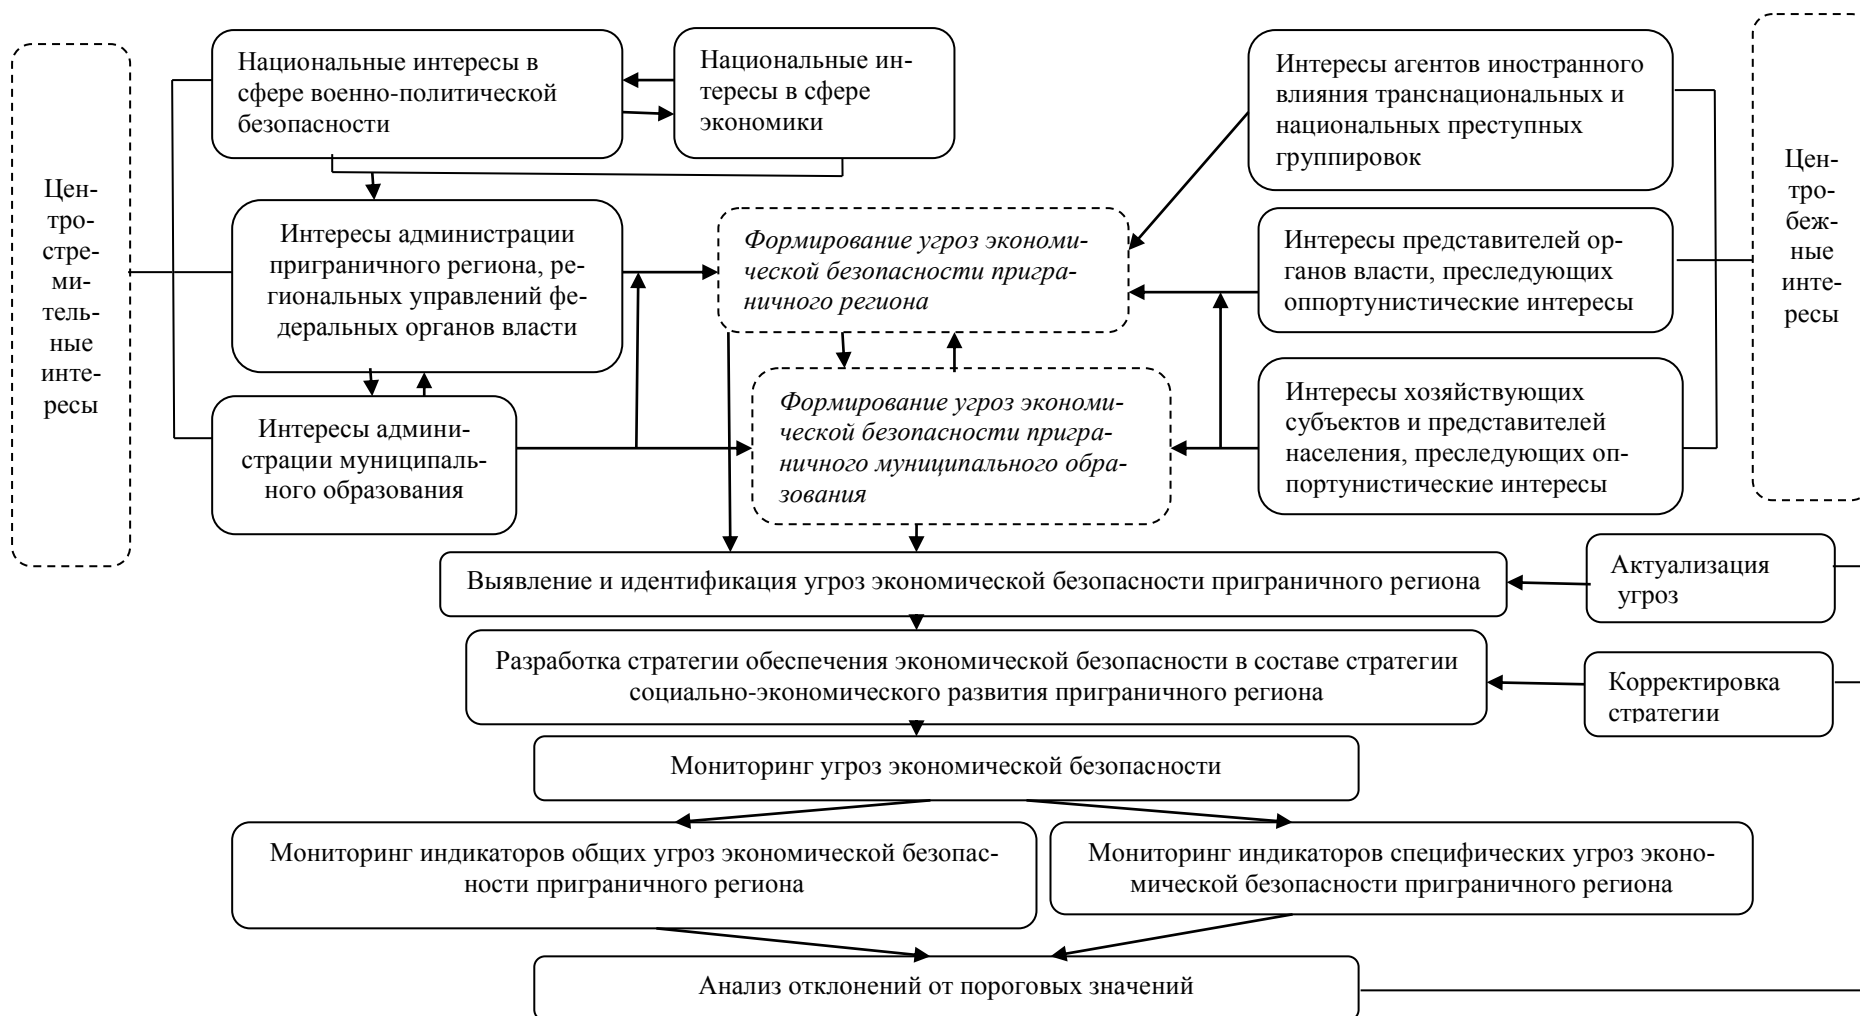 Цен-
тро-
стре-
ми-
тель-
ные
инте-
ресы
Национальные интересы в
сфере военно-политической
безопасности
Национальные ин-
тересы в сфере
экономики
Интересы администрации
приграничного региона, ре-
гиональных управлений фе-
деральных органов власти
Интересы админи-
страции муниципаль-
ного образования
Формирование угроз экономи-
ческой безопасности пригра-
ничного региона
Формирование угроз экономи-
ческой безопасности пригра-
ничного муниципального обра-
зования
Интересы агентов иностранного
влияния транснациональных и
национальных преступных
группировок
Интересы представителей ор-
ганов власти, преследующих
оппортунистические интересы
Интересы хозяйствующих
субъектов и представителей
населения, преследующих оп-
портунистические интересы
Цен-
тро-
беж-
ные
инте-
ресы
Выявление и идентификация угроз экономической безопасности приграничного региона
Актуализация
угроз
Разработка стратегии обеспечения экономической безопасности в составе стратегии
социально-экономического развития приграничного региона
Корректировка
стратегии
Мониторинг угроз экономической безопасности
Мониторинг индикаторов общих угроз экономической безопас-
ности приграничного региона
Мониторинг индикаторов специфических угроз эконо-
мической безопасности приграничного региона
Анализ отклонений от пороговых значений